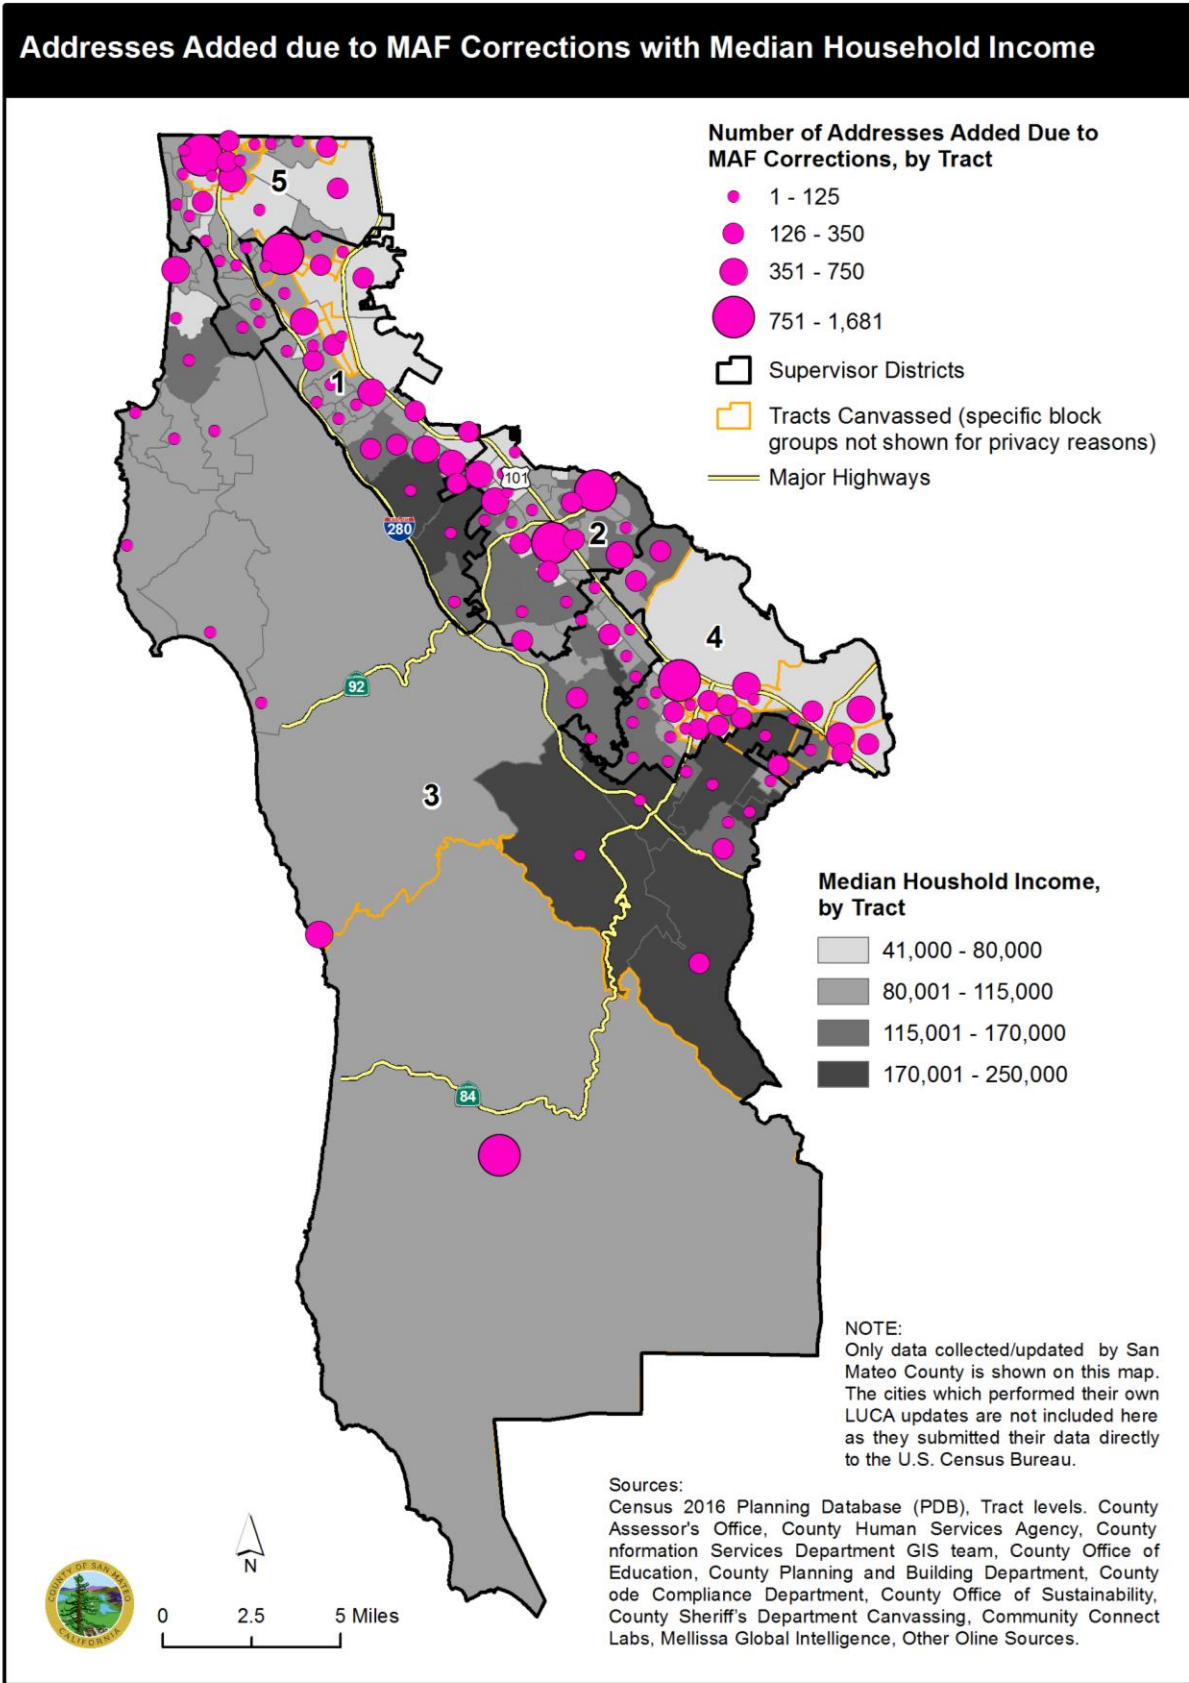 Addresses Added due to MAF Corrections with Median Household Income
Number of Addresses Added Due to
MAF Corrections, by Tract
1 - 125
126 - 350
351 - 750
751 - 1,681
Supervisor Districts
Tracts Canvassed (specific block
groups not shown for privacy reasons)
Major Highways
5
1
101
280
2
4
92
3
84
Median Houshold Income,
by Tract
41,000 - 80,000
80,001 - 115,000
115,001 - 170,000
170,001 - 250,000
NOTE:
Only data collected/updated by San
Mateo County is shown on this map.
The cities which performed their own
LUCA updates are not included here
as they submitted their data directly
to the U.S. Census Bureau.
Sources:
Census 2016 Planning Database (PDB), Tract levels. County
Assessor's Office, County Human Services Agency, County
nformation Services Department GIS team, County Office of
Education, County Planning and Building Department, County
ode Compliance Department, County Office of Sustainability,
County Sheriff's Department Canvassing, Community Connect
Labs, Mellissa Global Intelligence, Other Oline Sources.
N
0 2.5 5 Miles
COUNTY OF SAN MATEO
CALIFORNIA